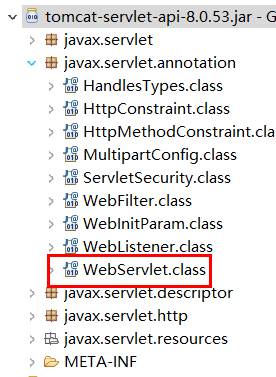 tomcat-servlet-api-8.0.53.jar - G
javax.servlet
javax.servlet.annotation
HandlesTypes.class
HttpConstraint.class
HttpMethodConstraint.cla
MultipartConfig.class
ServletSecurity.class
WebFilter.class
WebInitParam.class
WebListener.class
WebServlet.class
javax.servlet.descriptor
javax.servlet.http
javax.servlet.resources
META-INF